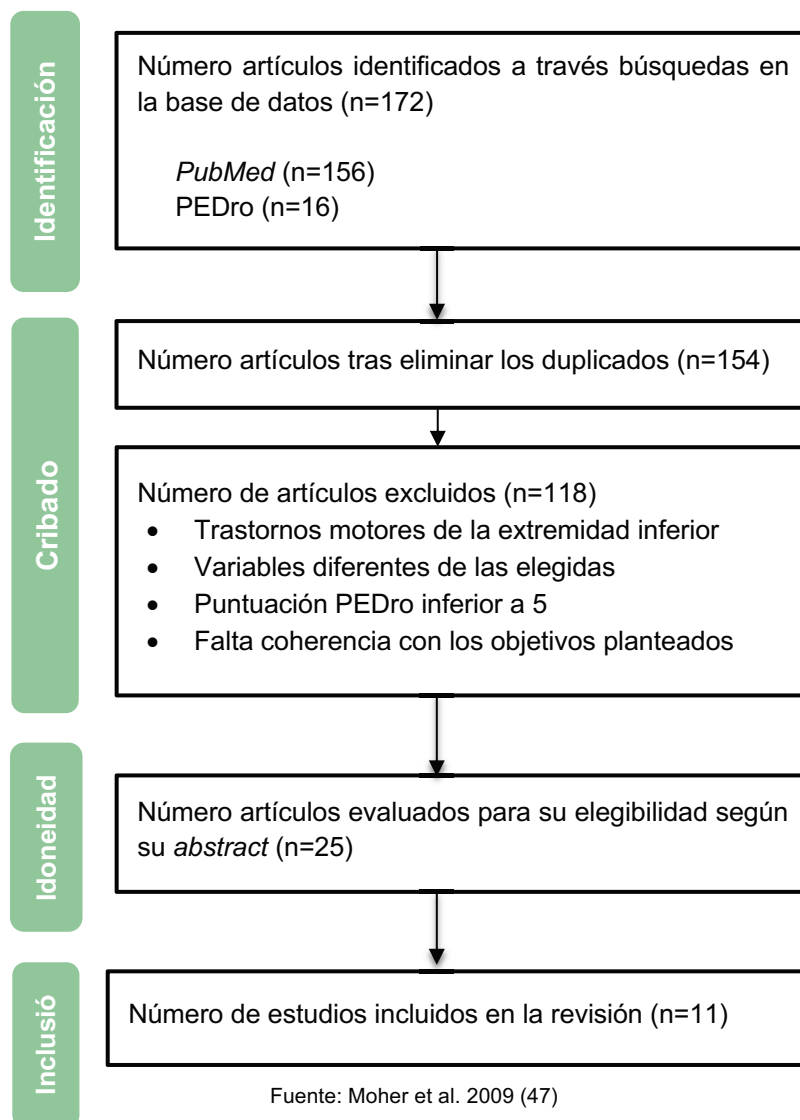 Identificación
Número artículos identificados a través búsquedas en
la base de datos (n=172)
PubMed (n=156)
PEDro (n=16)
Cribado
Número artículos tras eliminar los duplicados (n=154)
Número de artículos excluidos (n=118)
• Trastornos motores de la extremidad inferior
• Variables diferentes de las elegidas
• Puntuación PEDro inferior a 5
• Falta coherencia con los objetivos planteados
Idoneidad
Número artículos evaluados para su elegibilidad según
su abstract (n=25)
Inclusió
Número de estudios incluidos en la revisión (n=11)
Fuente: Moher et al. 2009 (47)